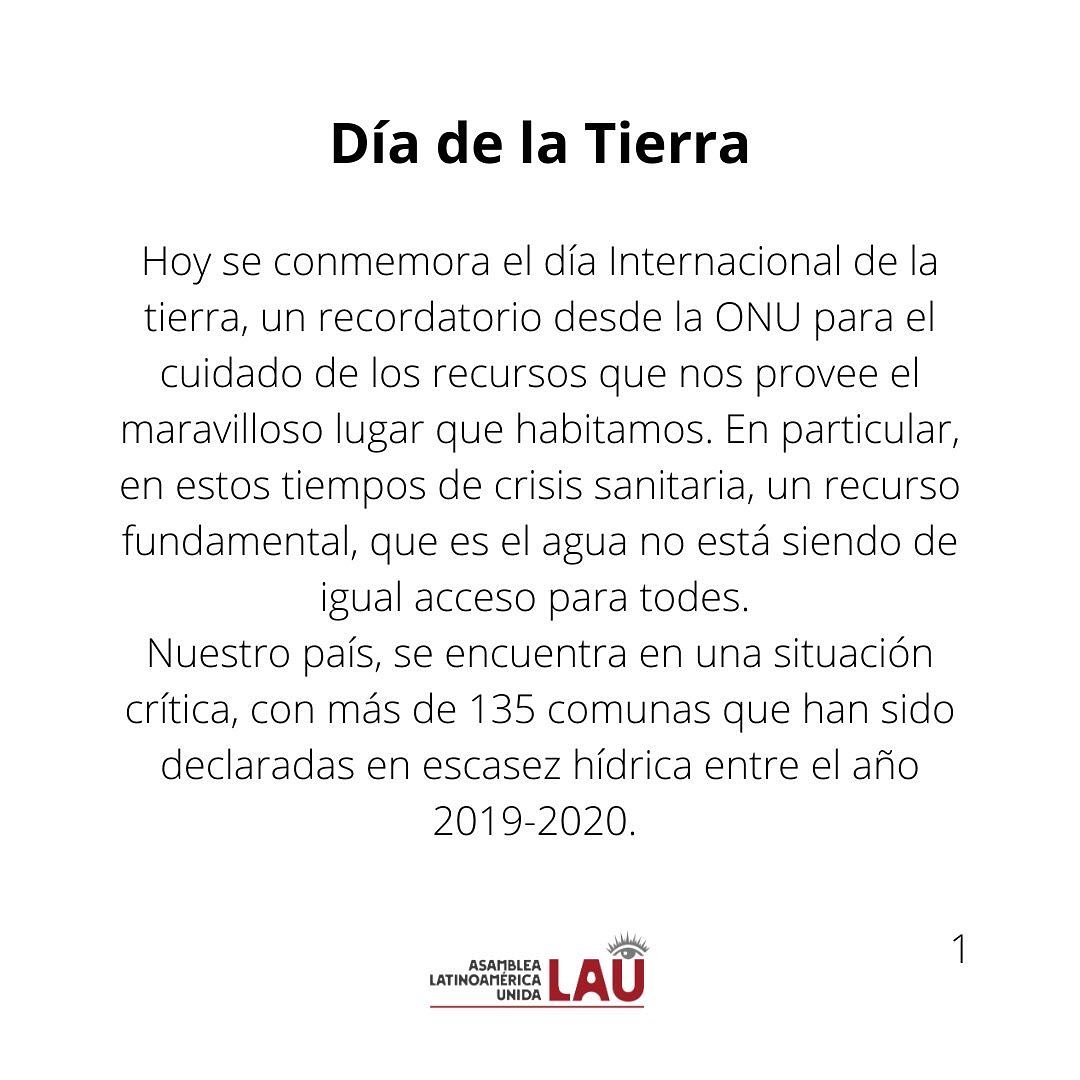 Día de la Tierra
Hoy se conmemora el día Internacional de la
tierra, un recordatorio desde la ONU para el
cuidado de los recursos que nos provee el
maravilloso lugar que habitamos. En particular,
en estos tiempos de crisis sanitaria, un recurso
fundamental, que es el agua no está siendo de
igual acceso para todes.
Nuestro país, se encuentra en una situación
crítica, con más de 135 comunas que han sido
declaradas en escasez hídrica entre el año
2019-2020.
ASAMBLEA
LATINOAMÉRICA
UNIDA
LAU
1